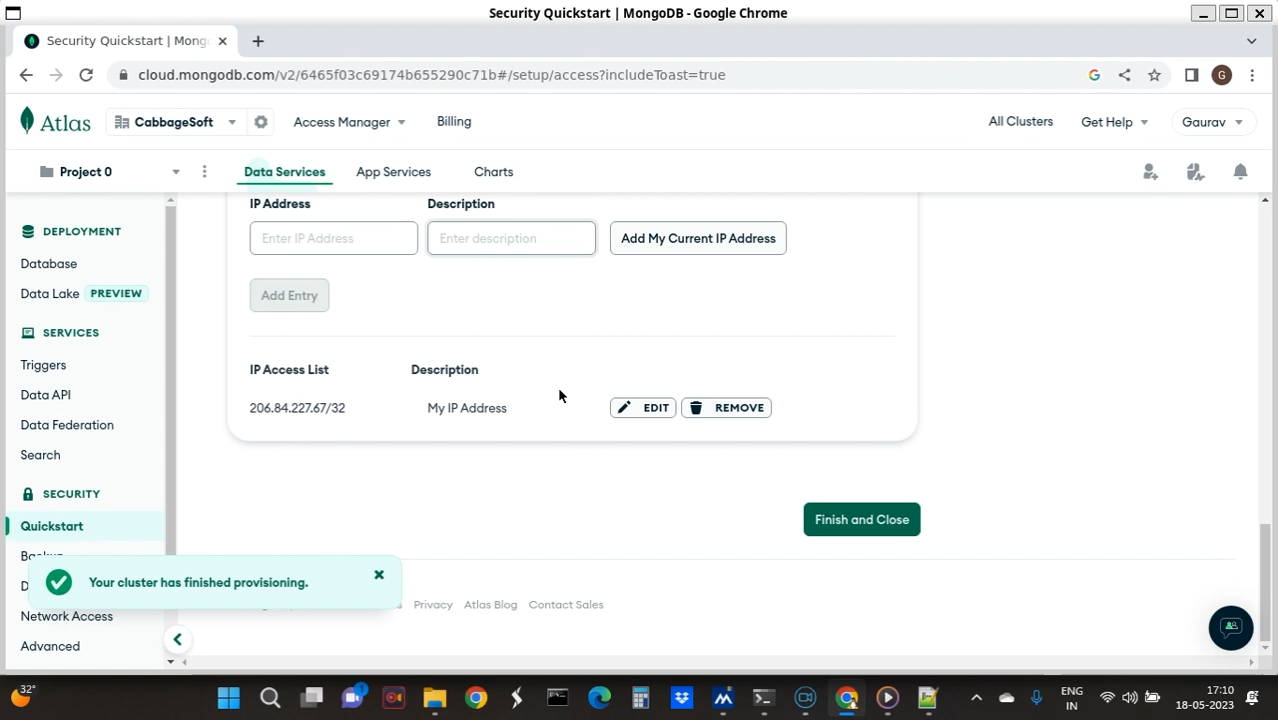 Security Quickstart | MongoDB - Google Chrome
Security Quickstart | Mong
cloud.mongodb.com/v2/6465f03c69174b655290c71b#/setup/access?includeToast=true
G
G
Atlas
CabbageSoft
Access Manager
Billing
All Clusters
Get Help
Gaurav
Project 0
Data Services
App Services
Charts
DEPLOYMENT
Database
Data Lake PREVIEW
SERVICES
Triggers
Data API
Data Federation
Search
SECURITY
Quickstart
Backup
D
Network Access
Advanced
IP Address
Description
Enter IP Address
Enter description
Add My Current IP Address
Add Entry
IP Access List
Description
206.84.227.67/32
My IP Address
EDIT
REMOVE
Finish and Close
Your cluster has finished provisioning.
Privacy
Atlas Blog
Contact Sales
32°
ENG
IN
17:10
18-05-2023